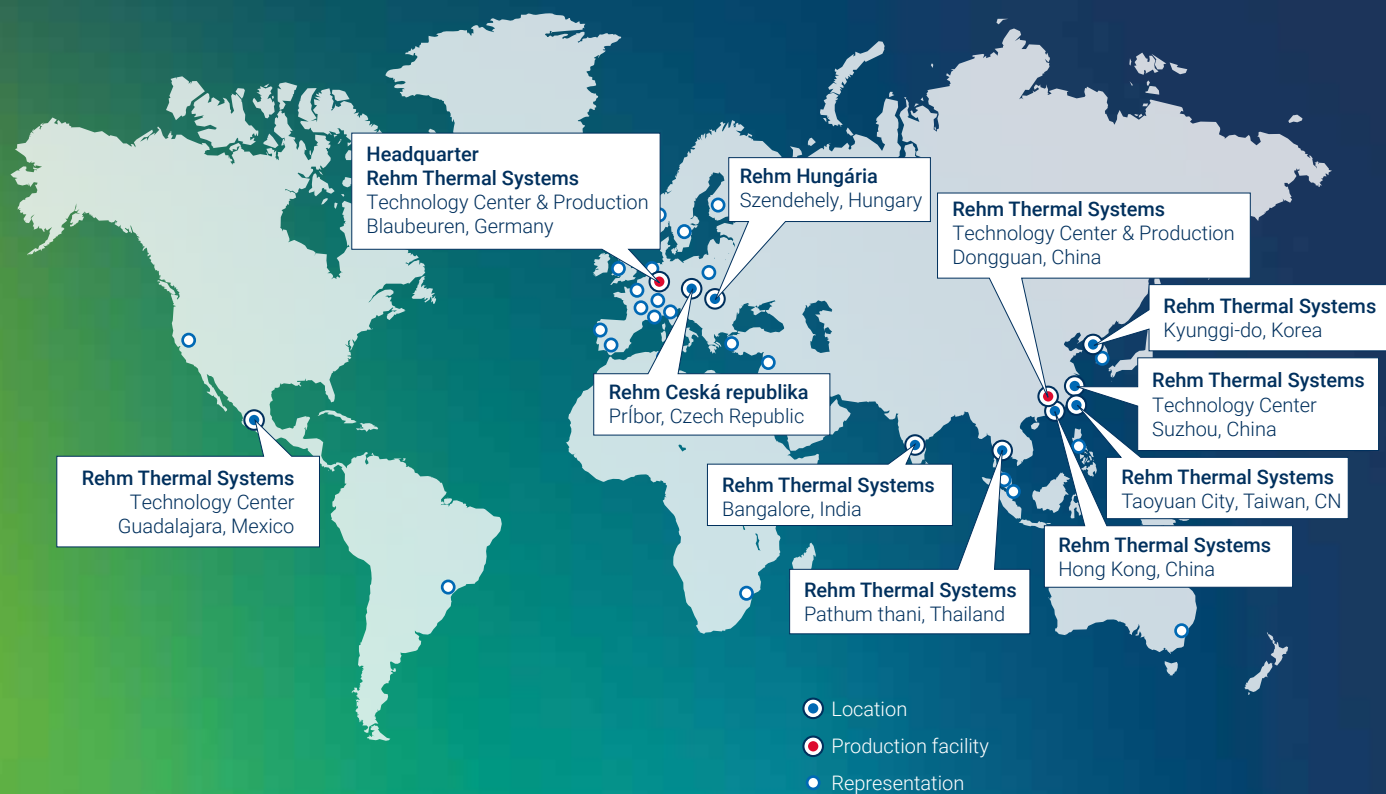 Headquarter
Rehm Thermal Systems
Technology Center & Production
Blaubeuren, Germany
Rehm Hungária
Szendehely, Hungary
Rehm Thermal Systems
Technology Center & Production
Dongguan, China
Rehm Thermal Systems
Kyunggi-do, Korea
Rehm Ceská republika
Príbor, Czech Republic
Rehm Thermal Systems
Technology Center
Suzhou, China
Rehm Thermal Systems
Technology Center
Guadalajara, Mexico
Rehm Thermal Systems
Bangalore, India
Rehm Thermal Systems
Taoyuan City, Taiwan, CN
Rehm Thermal Systems
Hong Kong, China
Rehm Thermal Systems
Pathum thani, Thailand
Location
Production facility
Representation